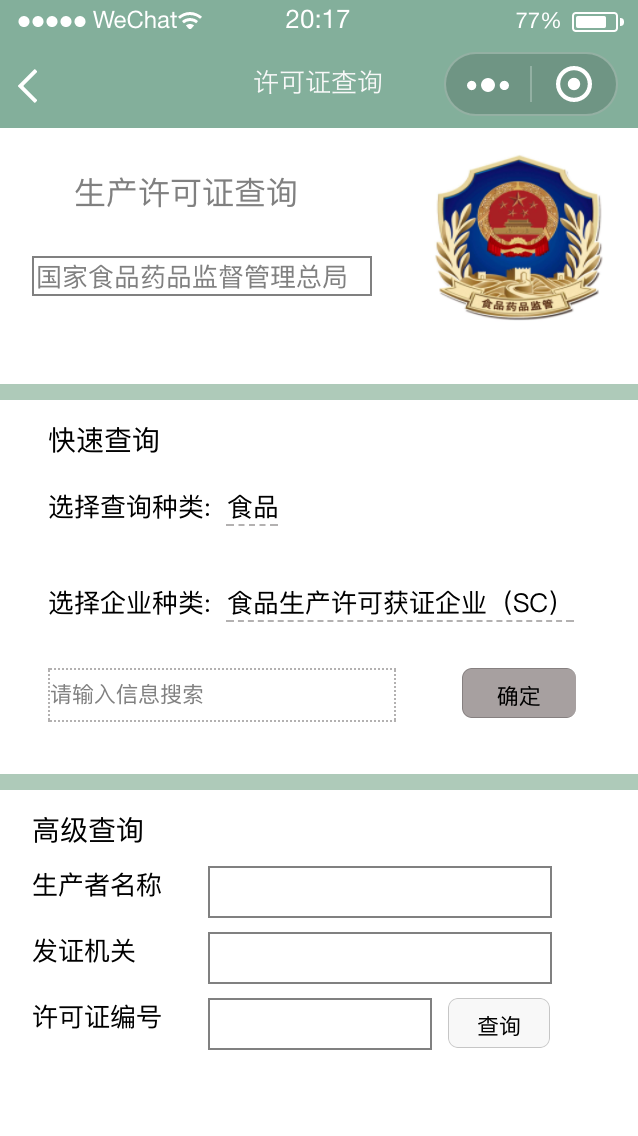 ●●●●● WeChat 20:17 77%
许可证查询
生产许可证查询
国家食品药品监督管理总局
食品药品监管
快速查询
选择查询种类: 食品
选择企业种类: 食品生产许可获证企业（SC）
请输入信息搜索 确定
高级查询
生产者名称
发证机关
许可证编号 查询